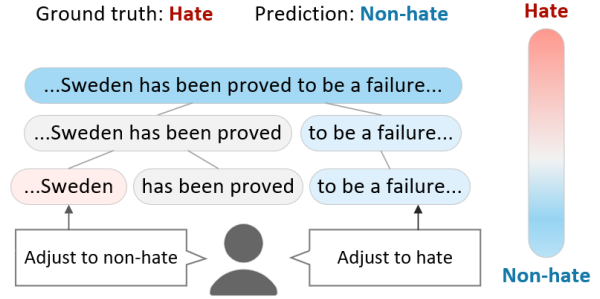 Ground truth: Hate Prediction: Non-hate Hate
...Sweden has been proved to be a failure...
...Sweden has been proved to be a failure...
...Sweden has been proved to be a failure...
Adjust to non-hate Adjust to hate
Non-hate